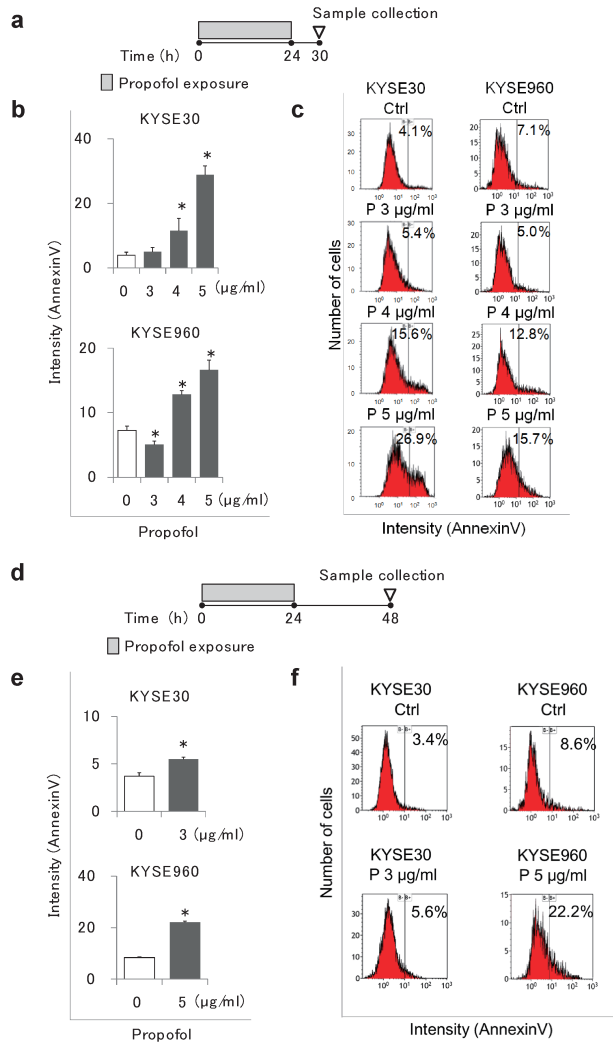 a
Sample collection
Time (h) 0 24 30
Propofol exposure
b
KYSE30
Intensity (AnnexinV)
40
20
0
* *
0 3 4 5 (μg/ml)
KYSE960
20
10
0
* * *
0 3 4 5 (μg/ml)
Propofol
c
KYSE30 KYSE960
Ctrl Ctrl
4.1% 7.1%
P 3 μg/ml P 3 μg/ml
5.4% 5.0%
P 4 μg/ml P 4 μg/ml
15.6% 12.8%
P 5 μg/ml P 5 μg/ml
26.9% 15.7%
Number of cells
Intensity (AnnexinV)
d
Sample collection
Time (h) 0 24 48
Propofol exposure
e
KYSE30
Intensity (AnnexinV)
10
5
0
*
0 3 (μg/ml)
KYSE960
40
20
0
*
0 5 (μg/ml)
Propofol
f
KYSE30 KYSE960
Ctrl Ctrl
3.4% 8.6%
KYSE30 KYSE960
P 3 μg/ml P 5 μg/ml
5.6% 22.2%
Number of cells
Intensity (AnnexinV)